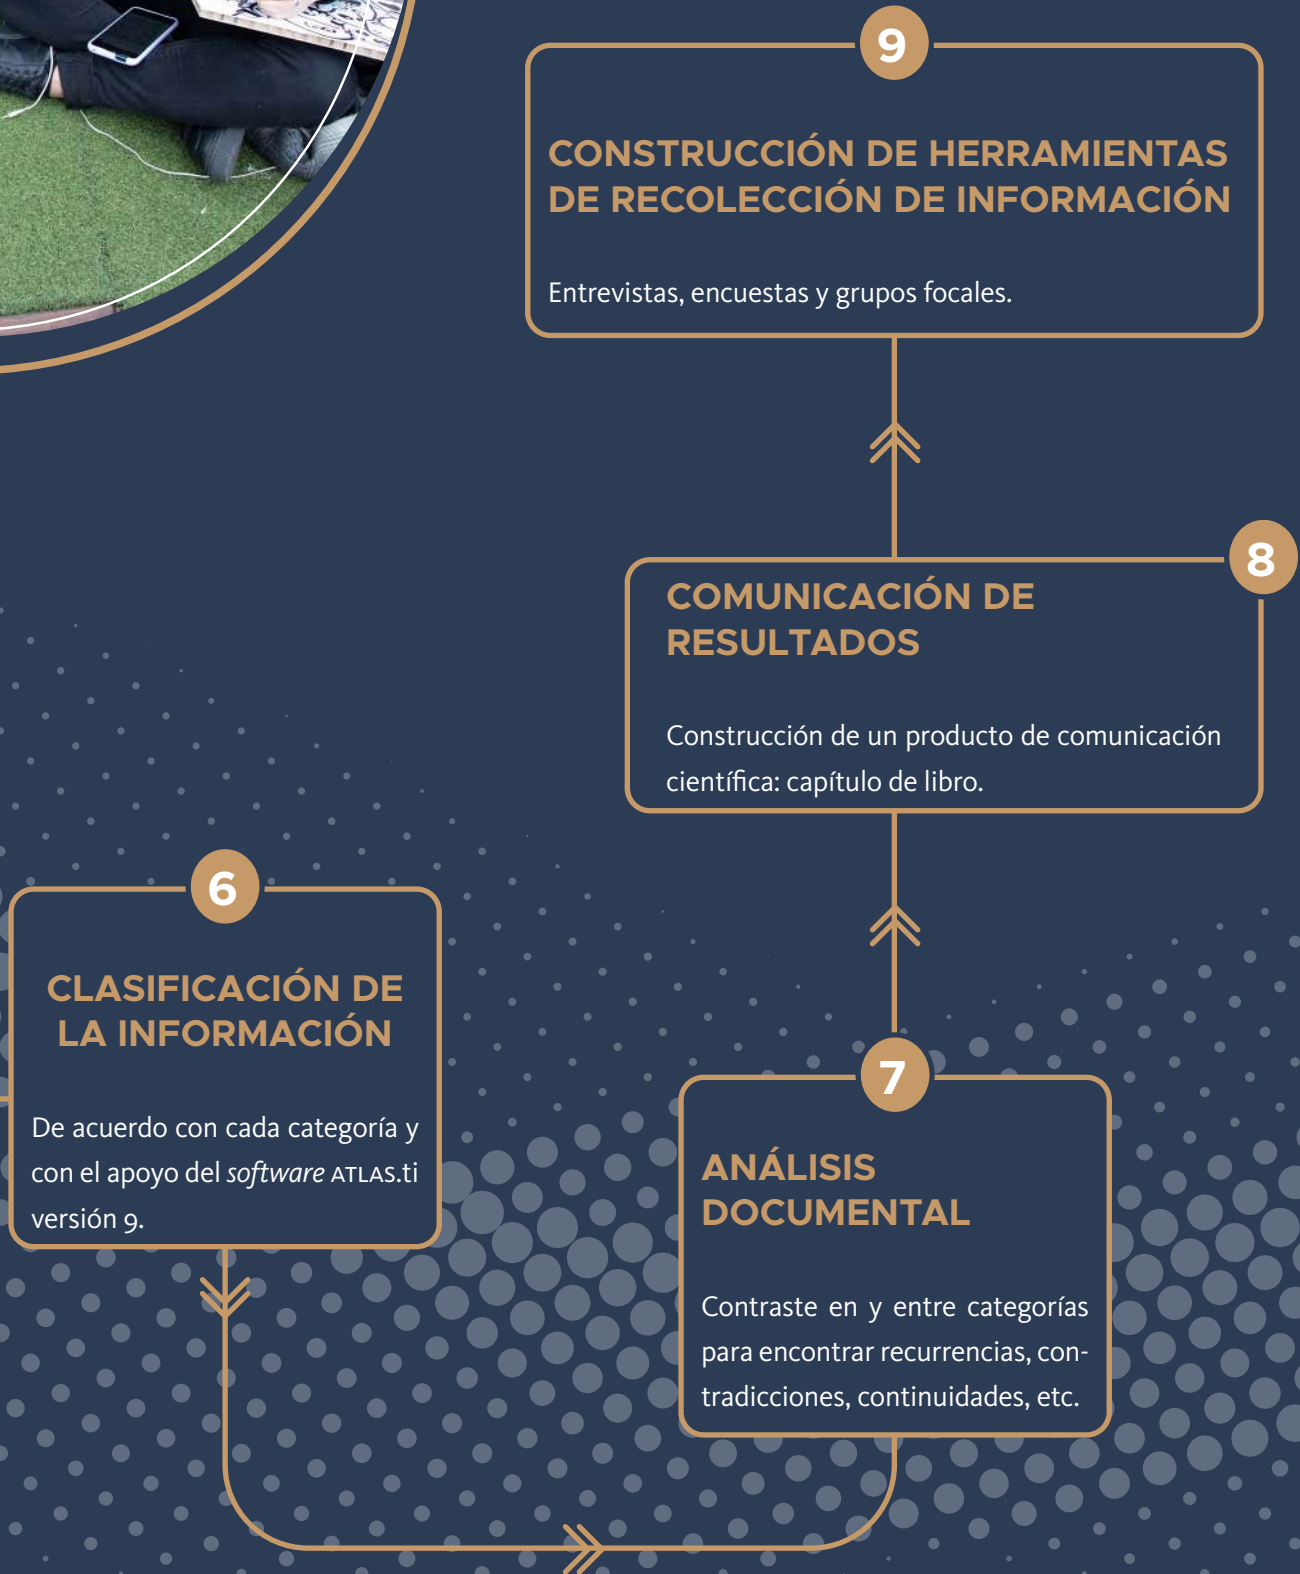 9
CONSTRUCCIÓN DE HERRAMIENTAS
DE RECOLECCIÓN DE INFORMACIÓN
Entrevistas, encuestas y grupos focales.
8
COMUNICACIÓN DE
RESULTADOS
Construcción de un producto de comunicación
científica: capítulo de libro.
6
CLASIFICACIÓN DE
LA INFORMACIÓN
De acuerdo con cada categoría y
con el apoyo del software ATLAS.ti
versión 9.
7
ANÁLISIS
DOCUMENTAL
Contraste en y entre categorías
para encontrar recurrencias, con-
tradicciones, continuidades, etc.